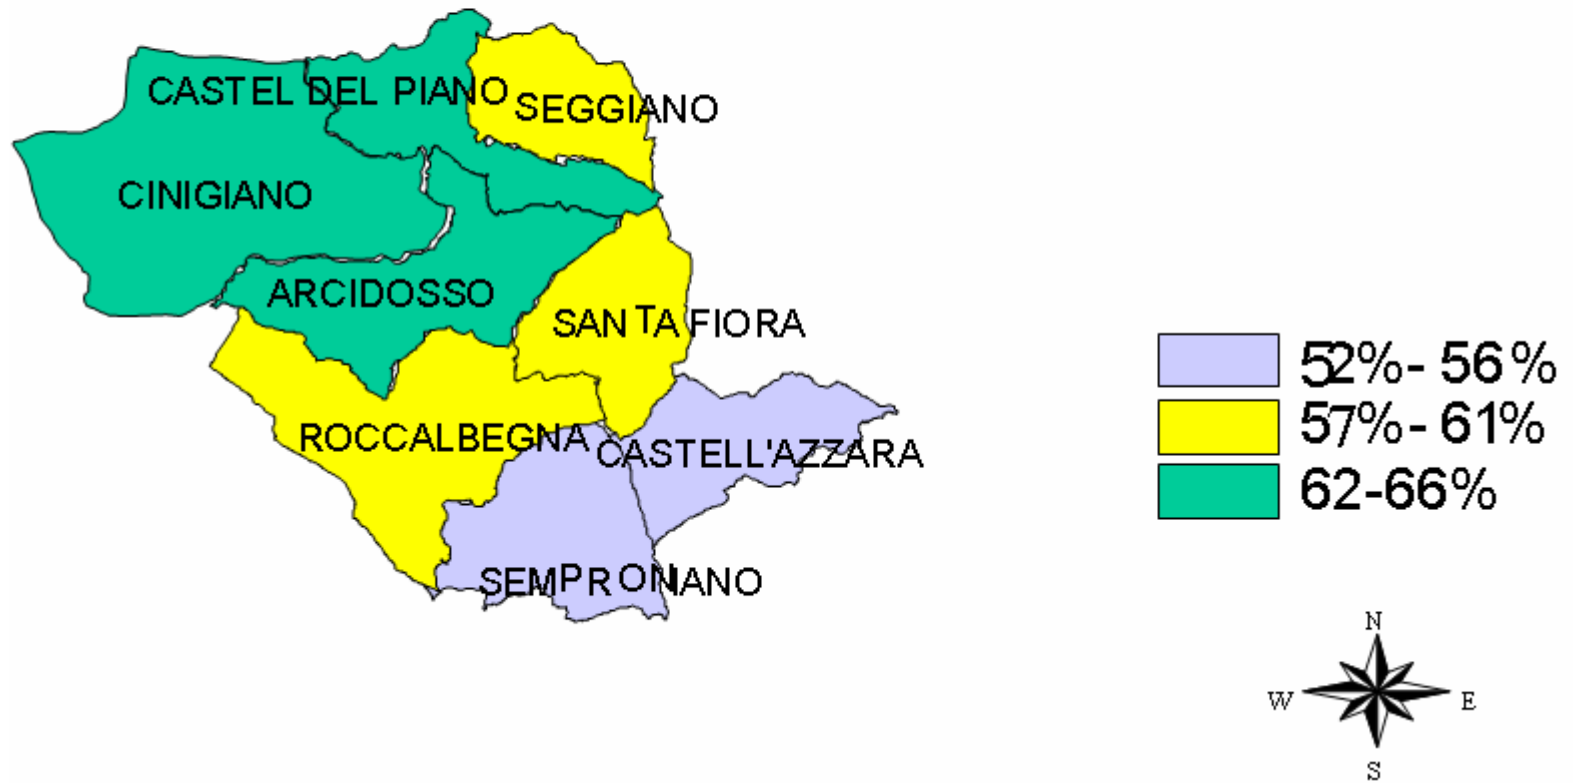 CASTEL DEL PIANO
SEGGIANO
CINIGIANO
ARCIDOSSO
SANTA FIORA
ROCCALBEGNA
CASTELL'AZZARA
SEMPRONIANO
52%- 56%
57%- 61%
62-66%
N
W E
S